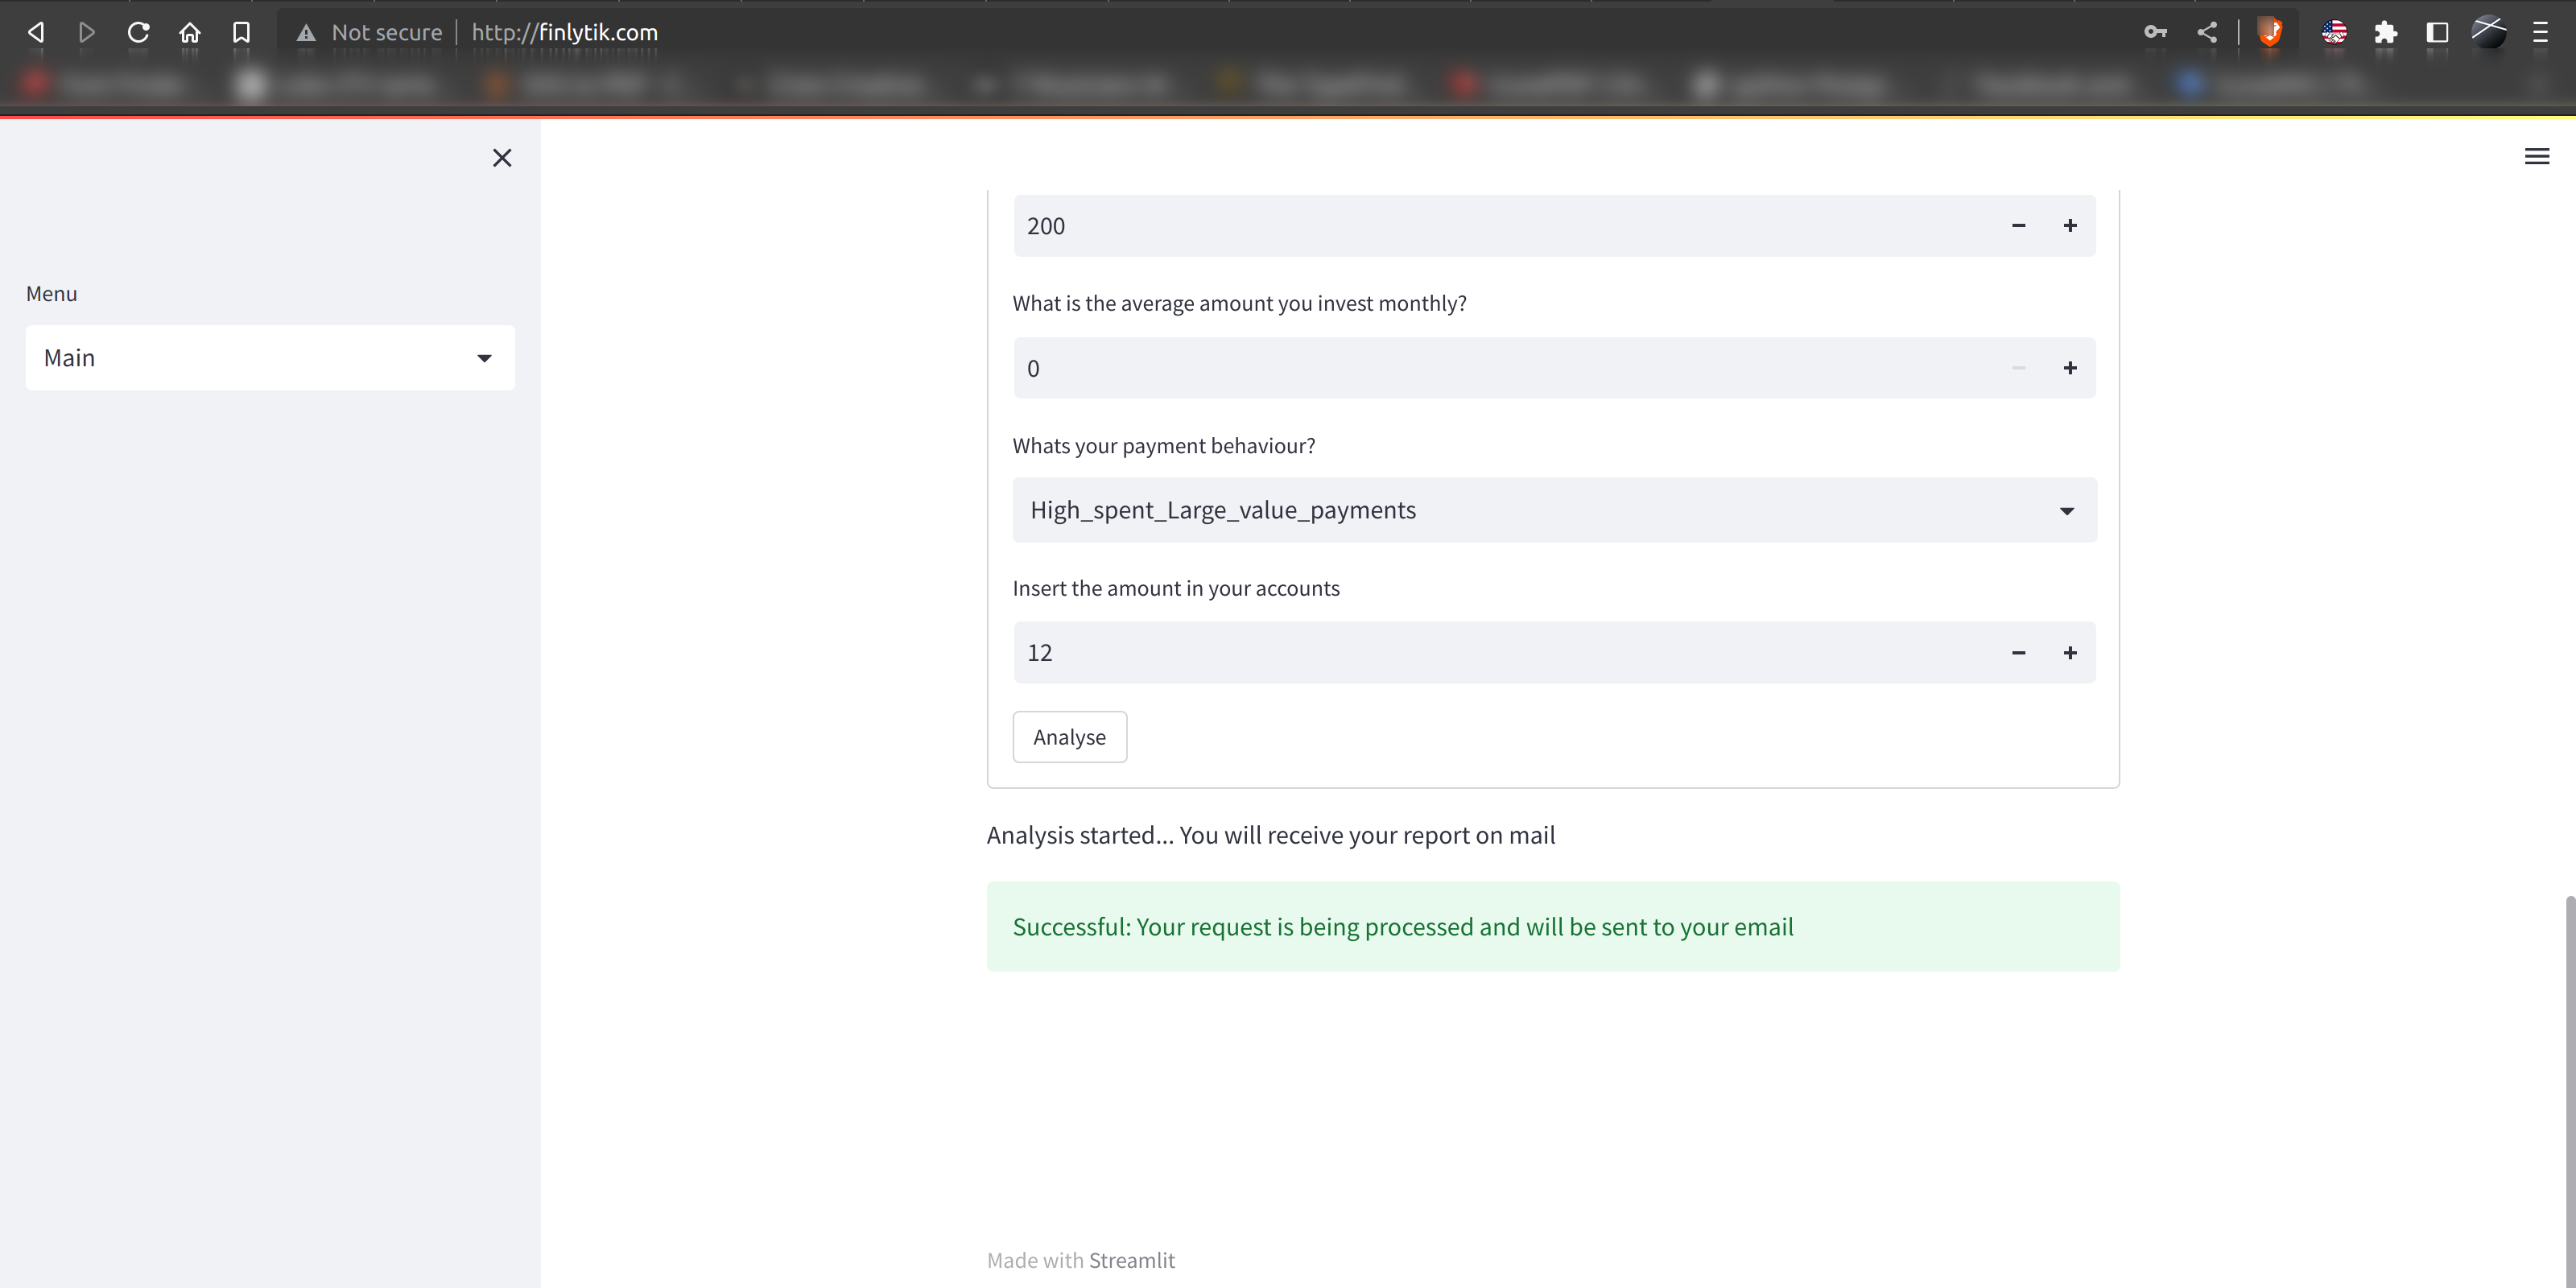 Not secure
http://finlytik.com
Menu
Main
200
What is the average amount you invest monthly?
0
Whats your payment behaviour?
High_spent_Large_value_payments
Insert the amount in your accounts
12
Analyse
Analysis started... You will receive your report on mail
Successful: Your request is being processed and will be sent to your email
Made with Streamlit